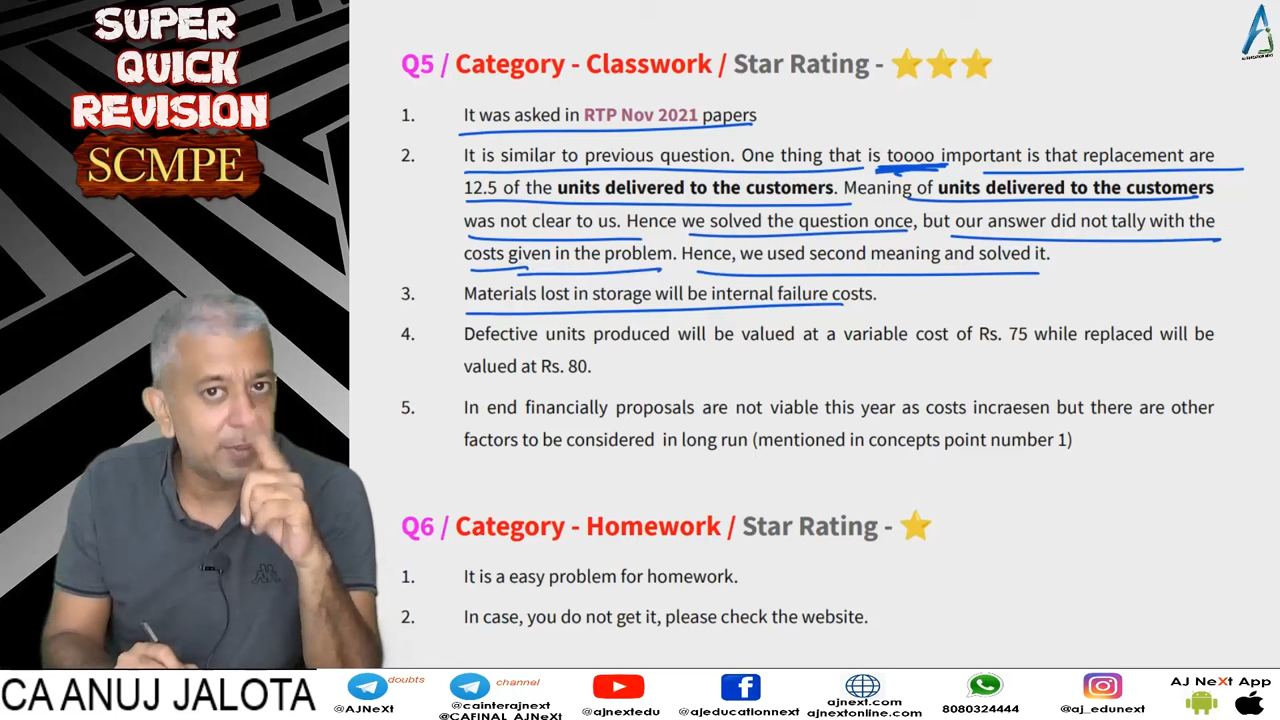 SUPER
QUICK
REVISION
SCMPE
Q5 / Category - Classwork / Star Rating -
1. It was asked in RTP Nov 2021 papers
2. It is similar to previous question. One thing that is toooo important is that replacement are
12.5 of the units delivered to the customers. Meaning of units delivered to the customers
was not clear to us. Hence we solved the question once, but our answer did not tally with the
costs given in the problem. Hence, we used second meaning and solved it.
3. Materials lost in storage will be internal failure costs.
4. Defective units produced will be valued at a variable cost of Rs. 75 while replaced will be
valued at Rs. 80.
5. In end financially proposals are not viable this year as costs incraesen but there are other
factors to be considered in long run (mentioned in concepts point number 1)
Q6 / Category - Homework / Star Rating -
1. It is a easy problem for homework.
2. In case, you do not get it, please check the website.
CA ANUJ JALOTA
doubts
@AJNeXt
channel
@cainterajnext
@CAFINAL_AJNeXt
@ajnextedu
@ajeducationnext
ajnext.com
ajnextonline.com
8080324444
@aj_edunext
AJ NeXt App